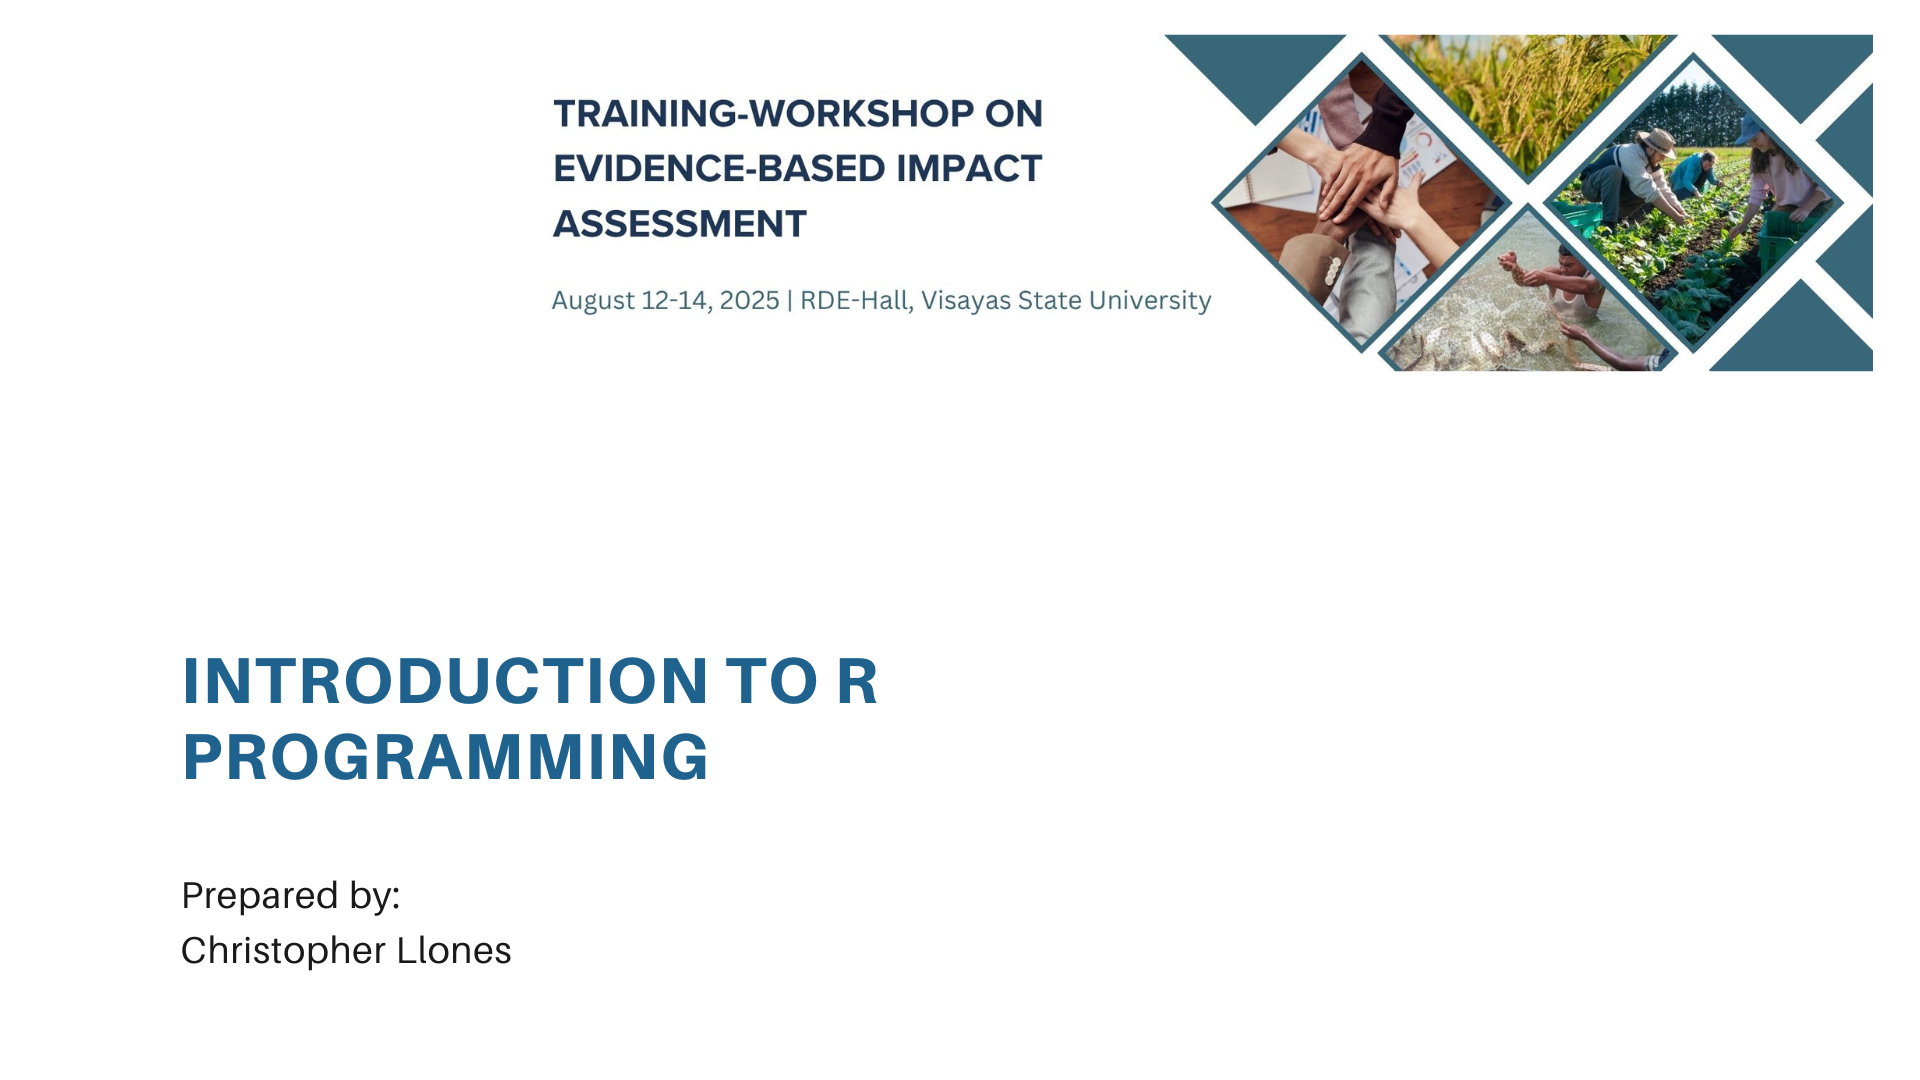 TRAINING-WORKSHOP ON
EVIDENCE-BASED IMPACT
ASSESSMENT
August 12-14, 2025 | RDE-Hall, Visayas State University
INTRODUCTION TO R
PROGRAMMING
Prepared by:
Christopher Llones